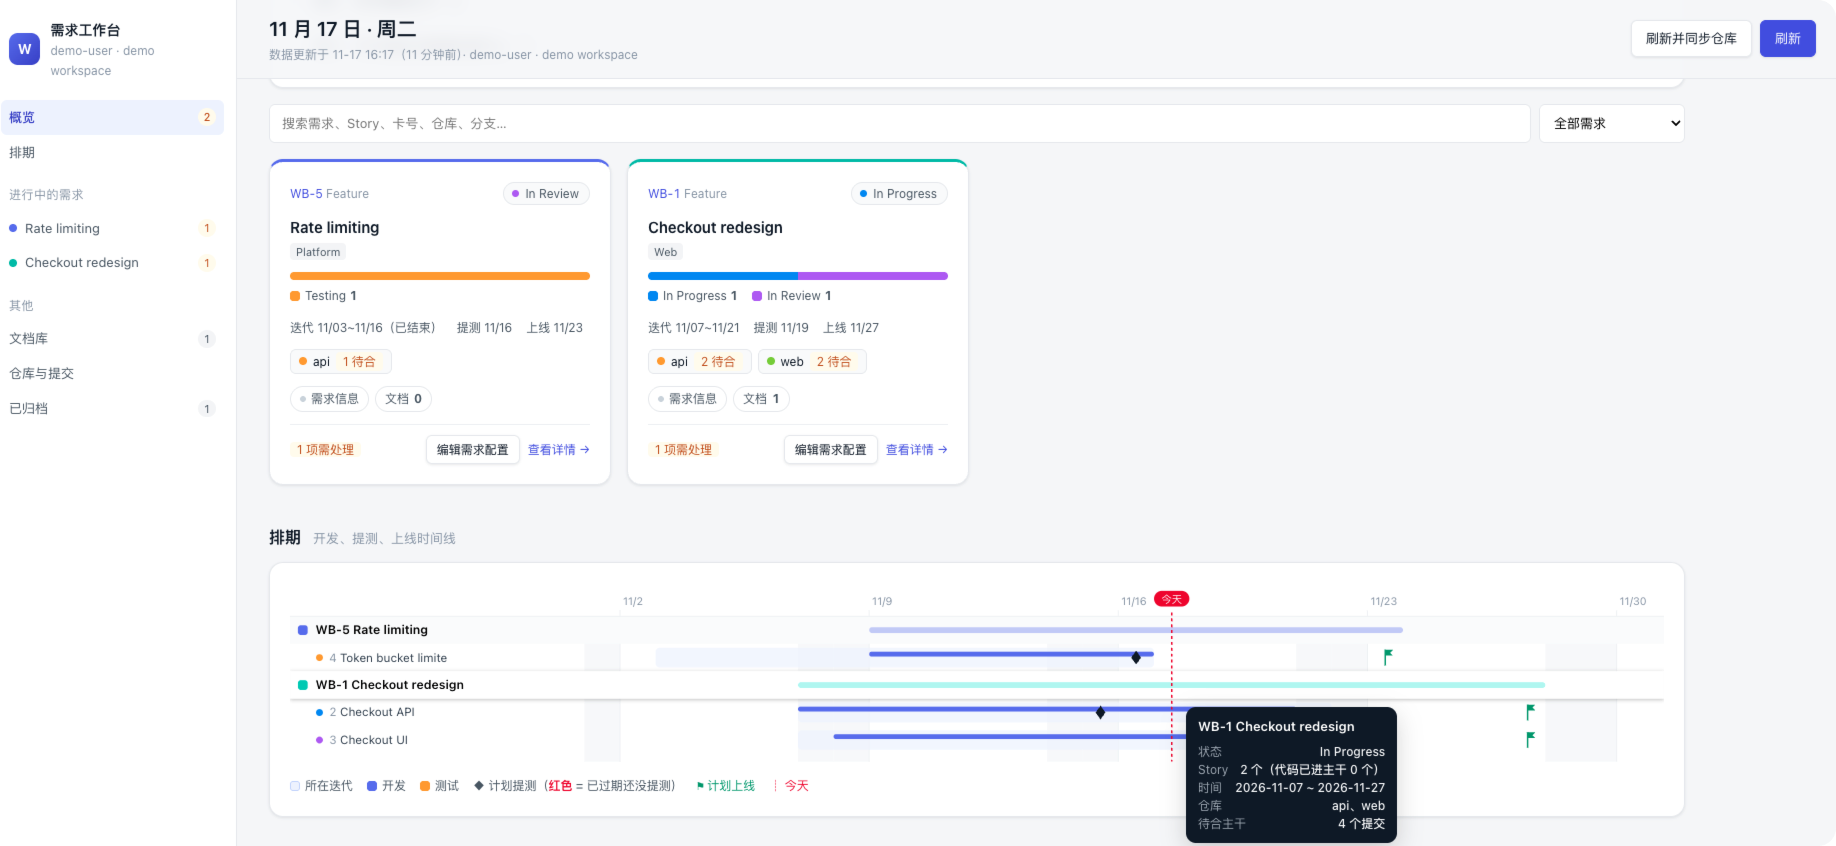 W
需求工作台
demo-user · demo
workspace
概览 2
排期
进行中的需求
Rate limiting 1
Checkout redesign 1
其他
文档库 1
仓库与提交
已归档 1
11 月 17 日 · 周二
数据更新于 11-17 16:17（11 分钟前）· demo-user · demo workspace
刷新并同步仓库
刷新
搜索需求、Story、卡号、仓库、分支...
全部需求
WB-5 Feature
In Review
Rate limiting
Platform
Testing 1
迭代 11/03~11/16（已结束） 提测 11/16 上线 11/23
api 1 待合
需求信息 文档 0
1 项需处理 编辑需求配置 查看详情 →
WB-1 Feature
In Progress
Checkout redesign
Web
In Progress 1 In Review 1
迭代 11/07~11/21 提测 11/19 上线 11/27
api 2 待合 web 2 待合
需求信息 文档 1
1 项需处理 编辑需求配置 查看详情 →
排期 开发、提测、上线时间线
11/2 11/9 11/16 今天 11/23 11/30
WB-5 Rate limiting
4 Token bucket limite
WB-1 Checkout redesign
2 Checkout API
3 Checkout UI
所在迭代 开发 测试 计划提测（红色 = 已过期还没提测） 计划上线 今天
WB-1 Checkout redesign
状态 In Progress
Story 2 个（代码已进主干 0 个）
时间 2026-11-07 ~ 2026-11-27
仓库 api、web
待合主干 4 个提交